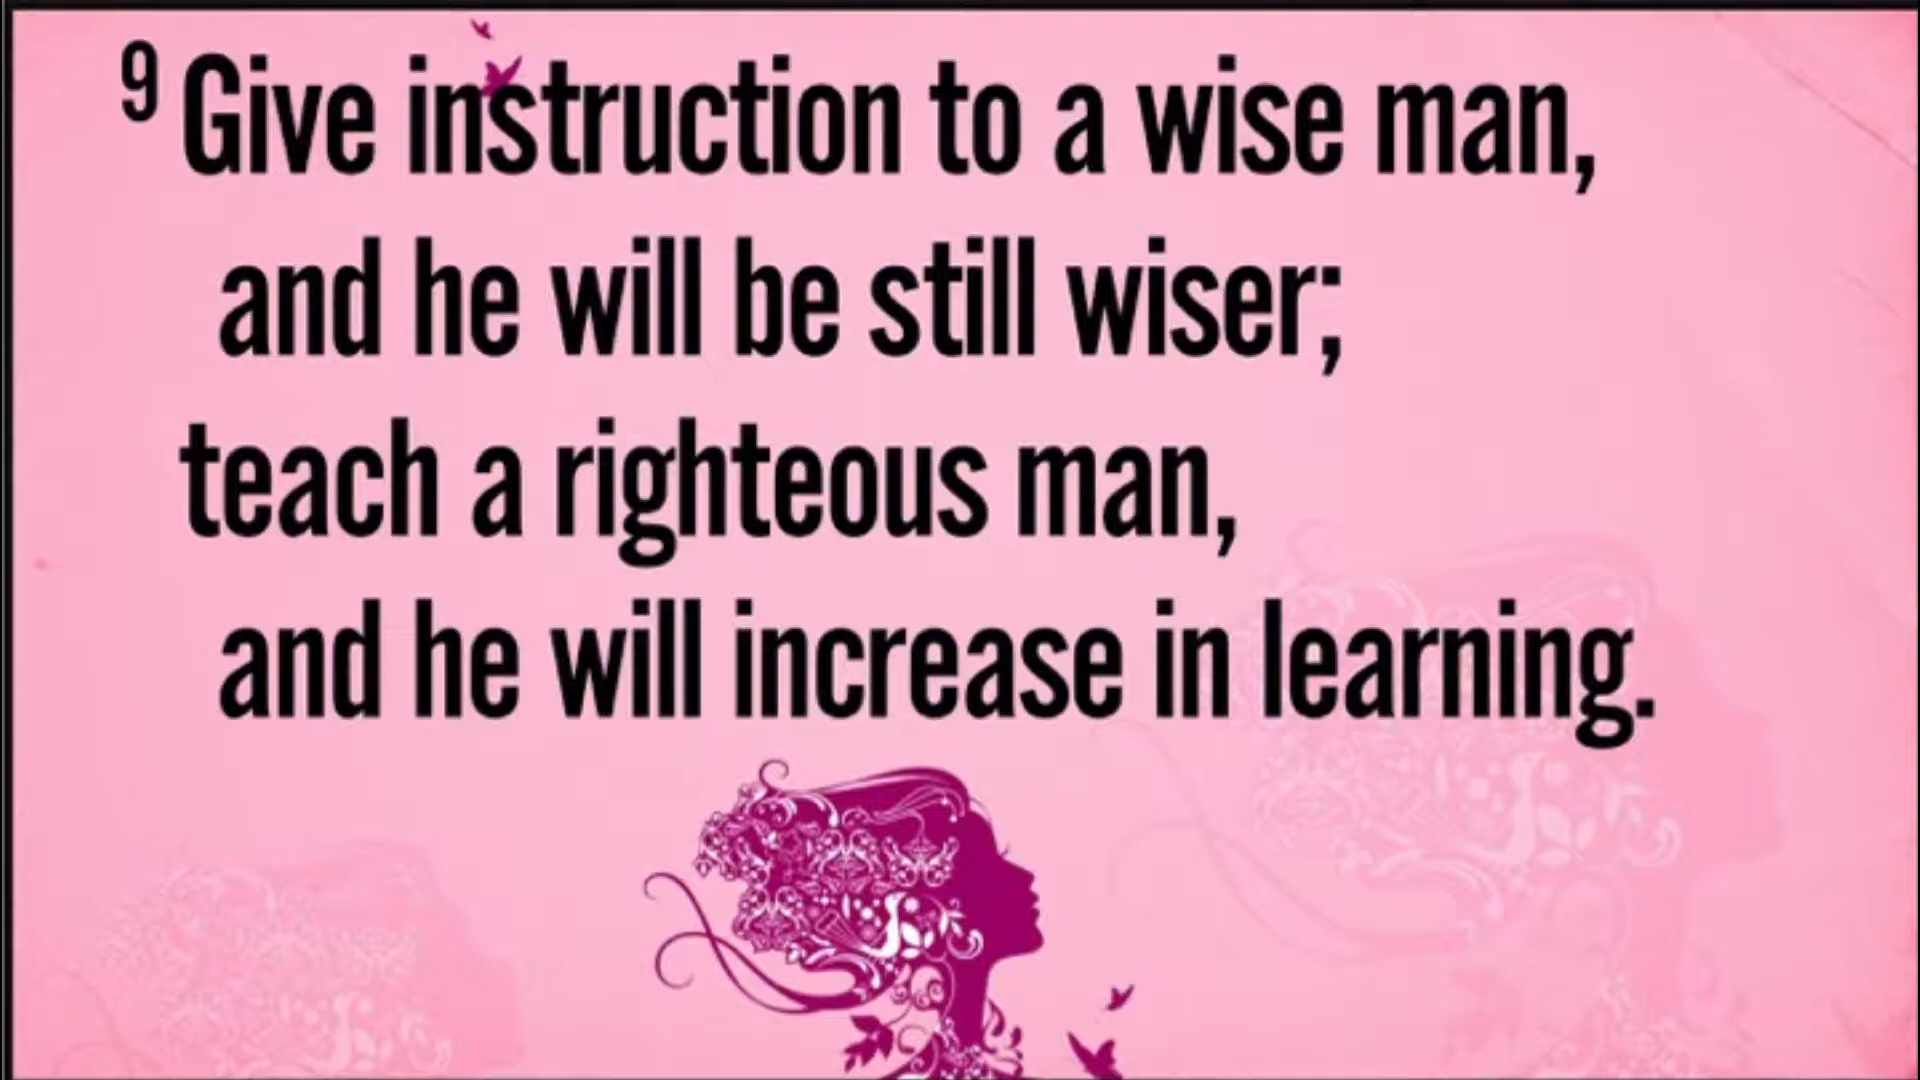 9 Give instruction to a wise man,
and he will be still wiser;
teach a righteous man,
and he will increase in learning.